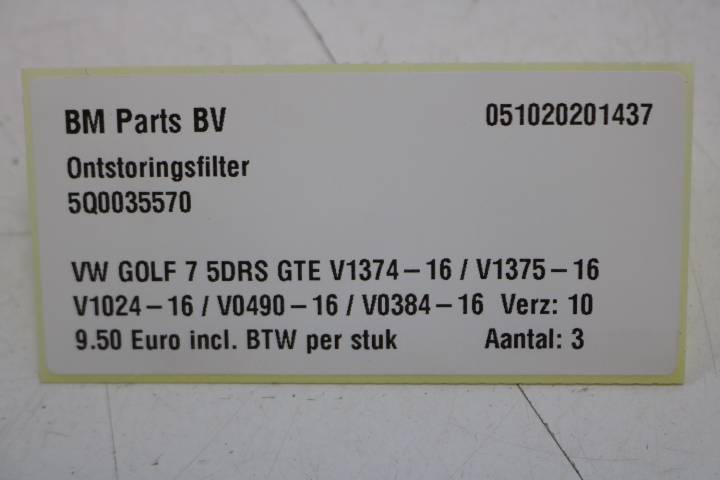 BM Parts BV 051020201437
Ontstoringsfilter
5Q0035570
VW GOLF 7 5DRS GTE V1374-16 / V1375-16
V1024-16 / V0490-16 / V0384-16 Verz: 10
9.50 Euro incl. BTW per stuk Aantal: 3